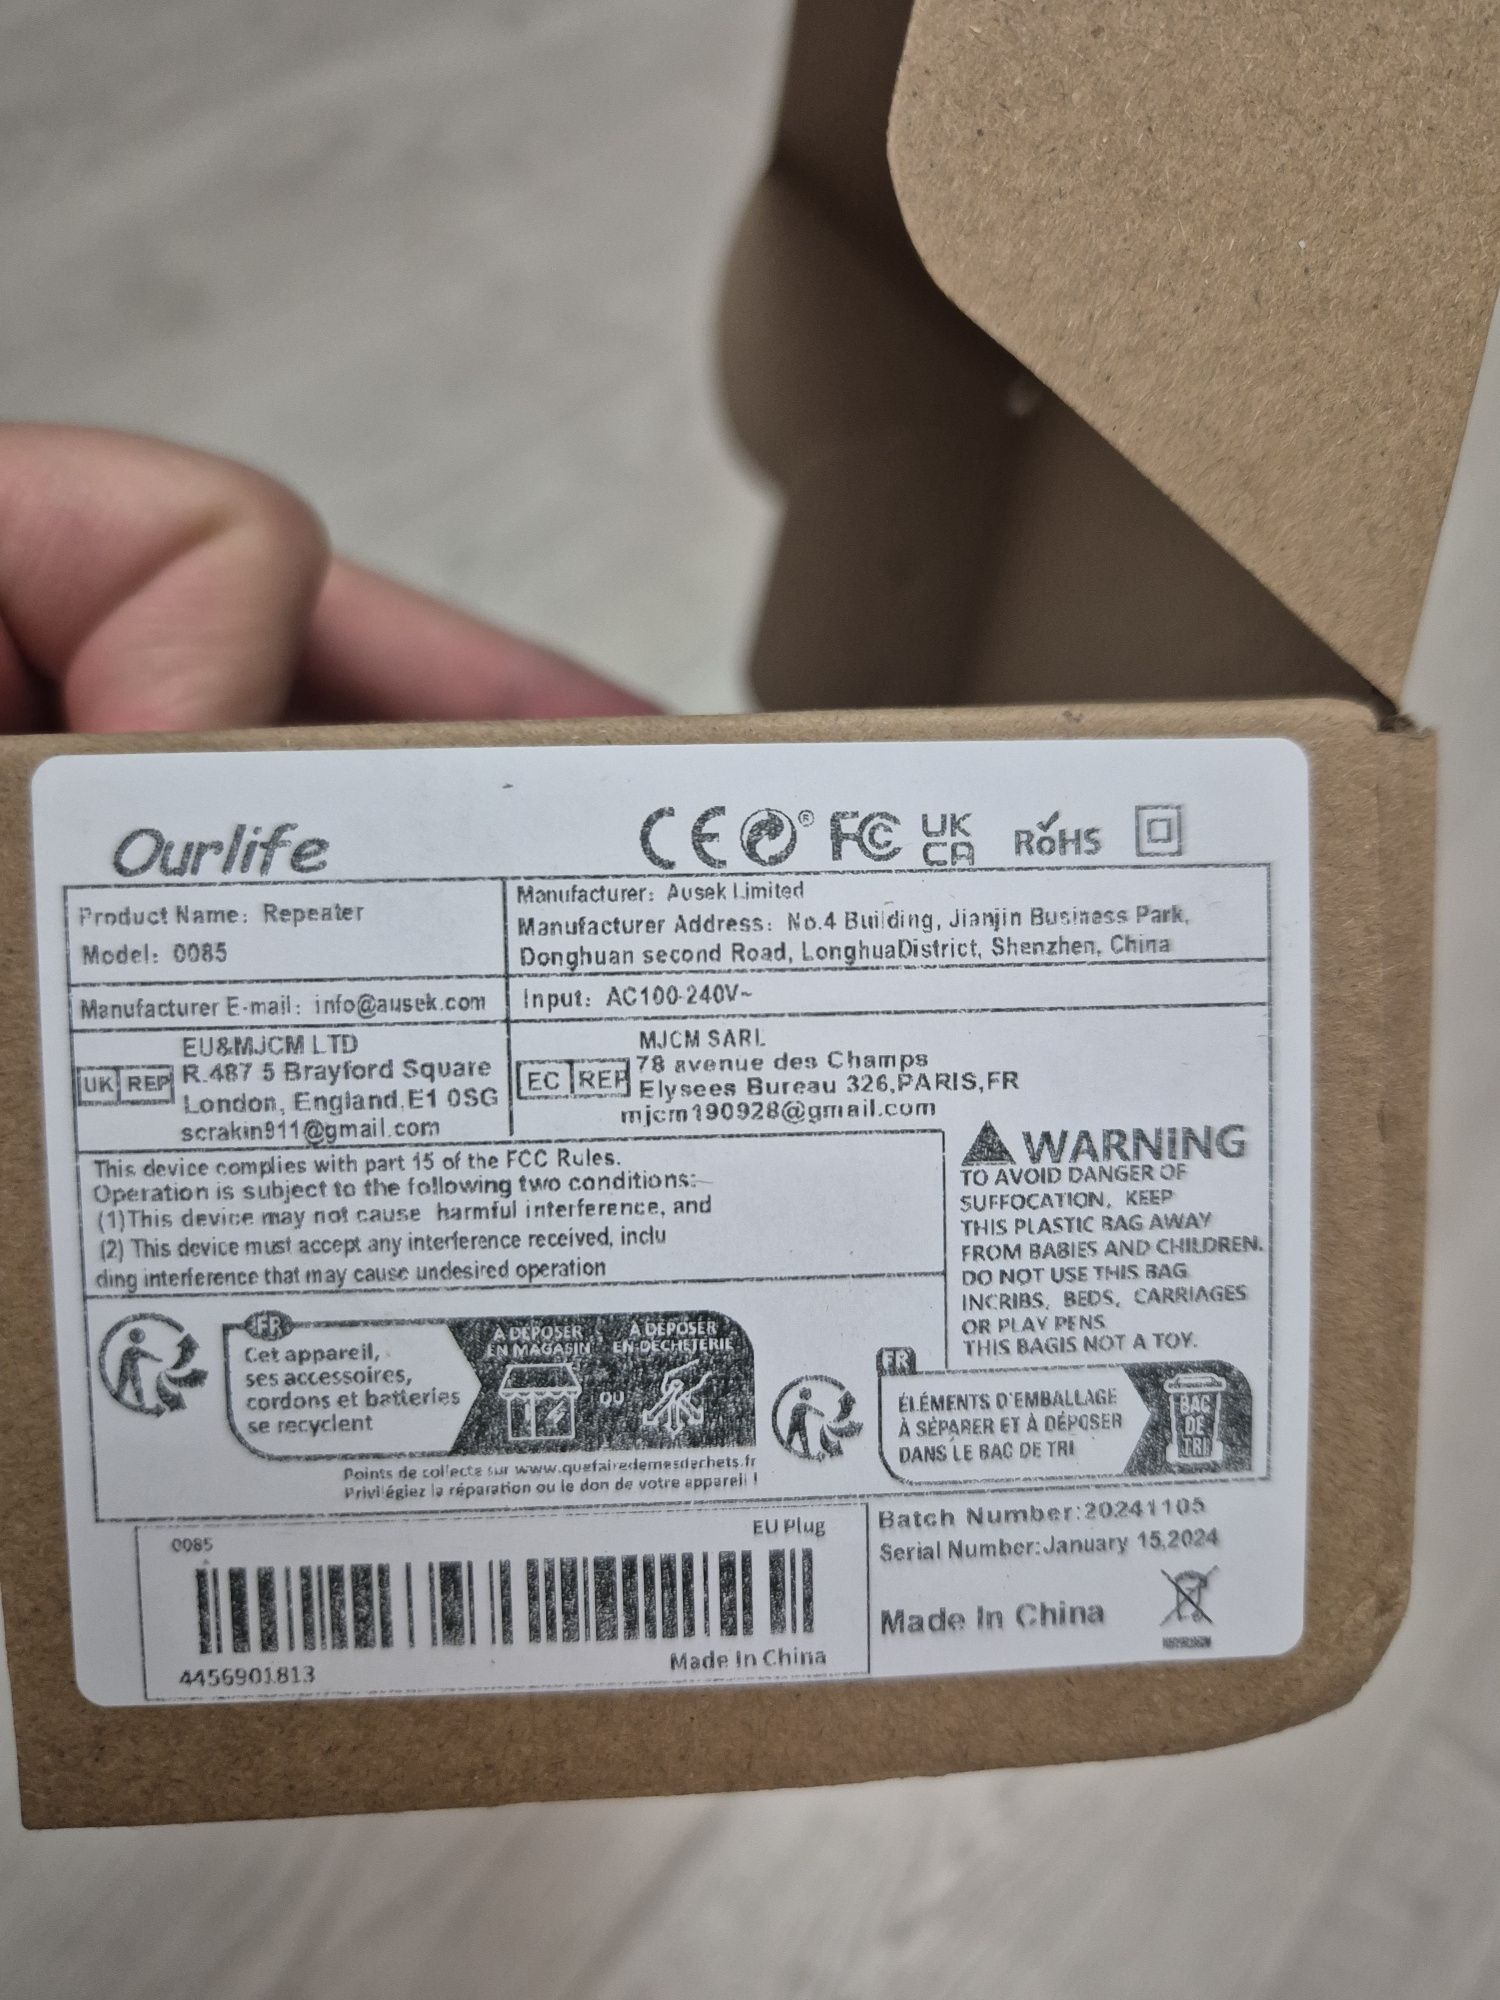 Ourlife
CE ® FC UK CA RoHS
Product Name: Repeater
Model: 0085
Manufacturer: Ausek Limited
Manufacturer Address: No.4 Building, Jianjin Business Park,
Donghuan second Road, LonghuaDistrict, Shenzhen, China
Manufacturer E-mail: info@ausek.com
Input: AC100-240V~
UK REP
EU&MJCM LTD
R.487 5 Brayford Square
London, England,E1 0SG
scrakin911@gmail.com
EC REP
MJCM SARL
78 avenue des Champs
Elysees Bureau 326,PARIS,FR
mjcm190928@gmail.com
This device complies with part 15 of the FCC Rules.
Operation is subject to the following two conditions:
(1)This device may not cause harmful interference, and
(2) This device must accept any interference received, inclu
ding interference that may cause undesired operation
WARNING
TO AVOID DANGER OF
SUFFOCATION, KEEP
THIS PLASTIC BAG AWAY
FROM BABIES AND CHILDREN.
DO NOT USE THIS BAG
INCRIBS, BEDS, CARRIAGES
OR PLAY PENS
THIS BAGIS NOT A TOY.
FR
Cet appareil,
ses accessoires,
cordons et batteries
se recyclent
À DÉPOSER
EN MAGASIN
OU
À DÉPOSER
EN DÉCHÈTERIE
Points de collecte sur www.quefairedemesdechets.fr
Privilégiez la réparation ou le don de votre appareil !
FR
ÉLÉMENTS D'EMBALLAGE
À SÉPARER ET À DÉPOSER
DANS LE BAC DE TRI
BAC
DE
TRI
0085
EU Plug
4456901813
Made In China
Batch Number:20241105
Serial Number:January 15,2024
Made In China